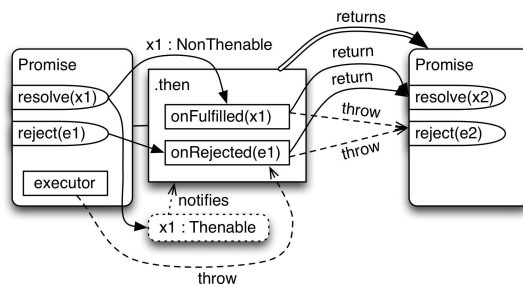 returns
x1 : NonThenable
return
Promise
Promise
.then
return
resolve(x1)
resolve(x2)
onFulfilled(x1)
throw
reject(e1)
reject(e2)
onRejected(e1)
throw
executor
notifies
x1 : Thenable
throw